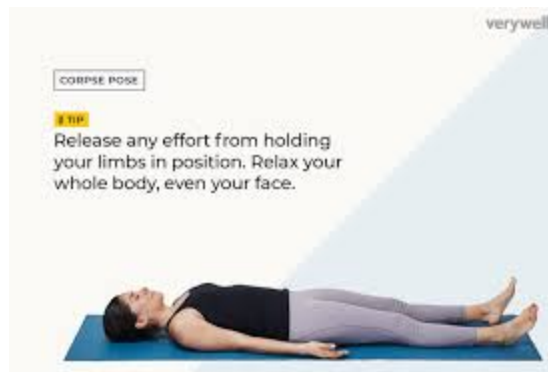 verywell
CORPSE POSE
TIP
Release any effort from holding
your limbs in position. Relax your
whole body, even your face.